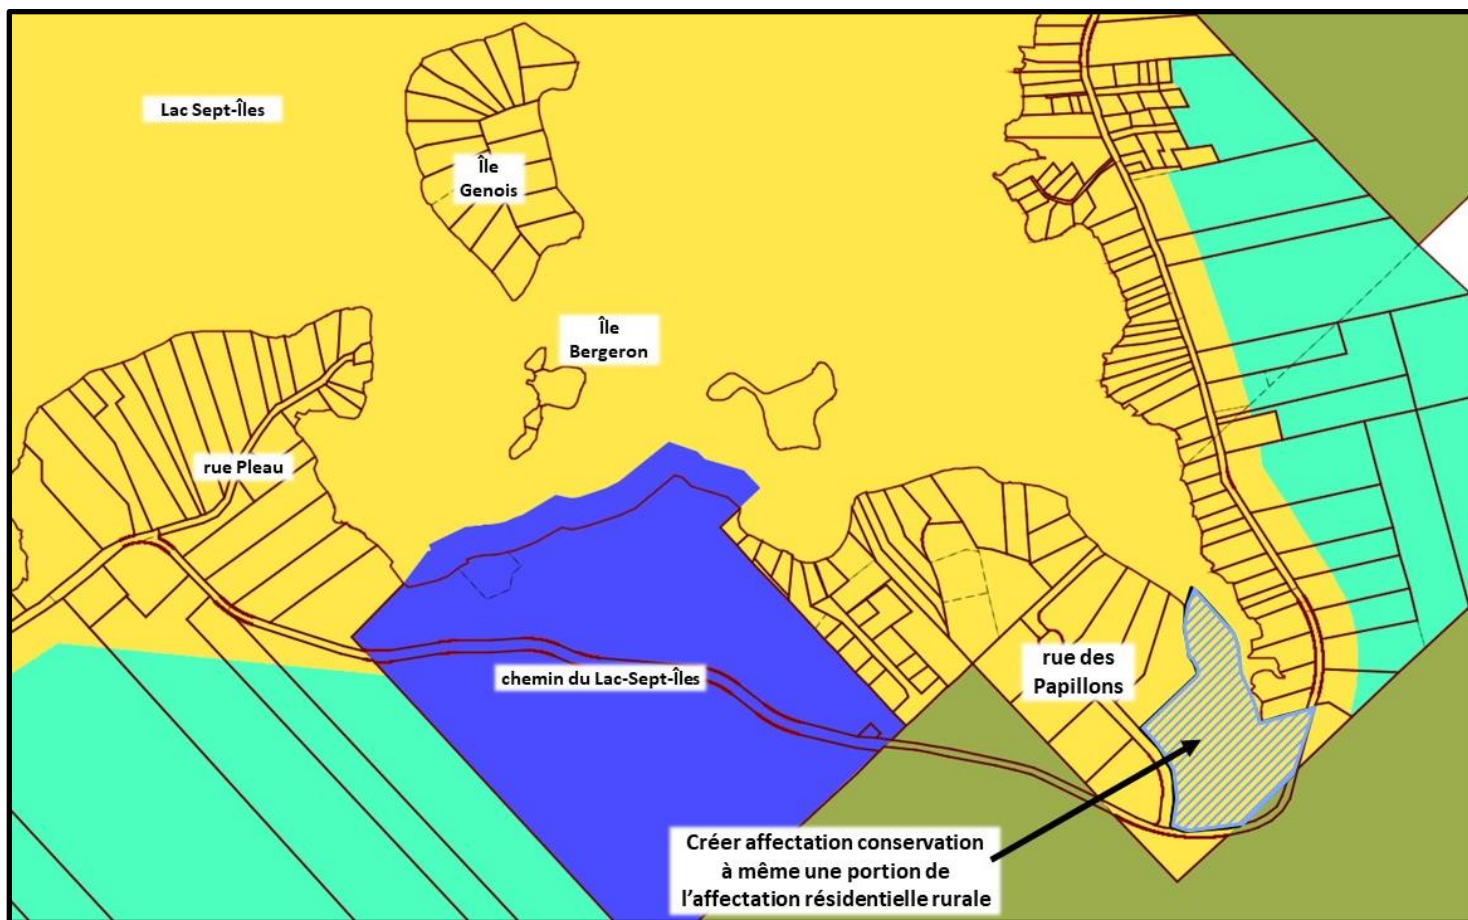 Lac Sept-Îles
Île
Genois
Île
Bergeron
rue Pleau
chemin du Lac-Sept-Îles
rue des
Papillons
Créer affectation conservation
à même une portion de
l'affectation résidentielle rurale